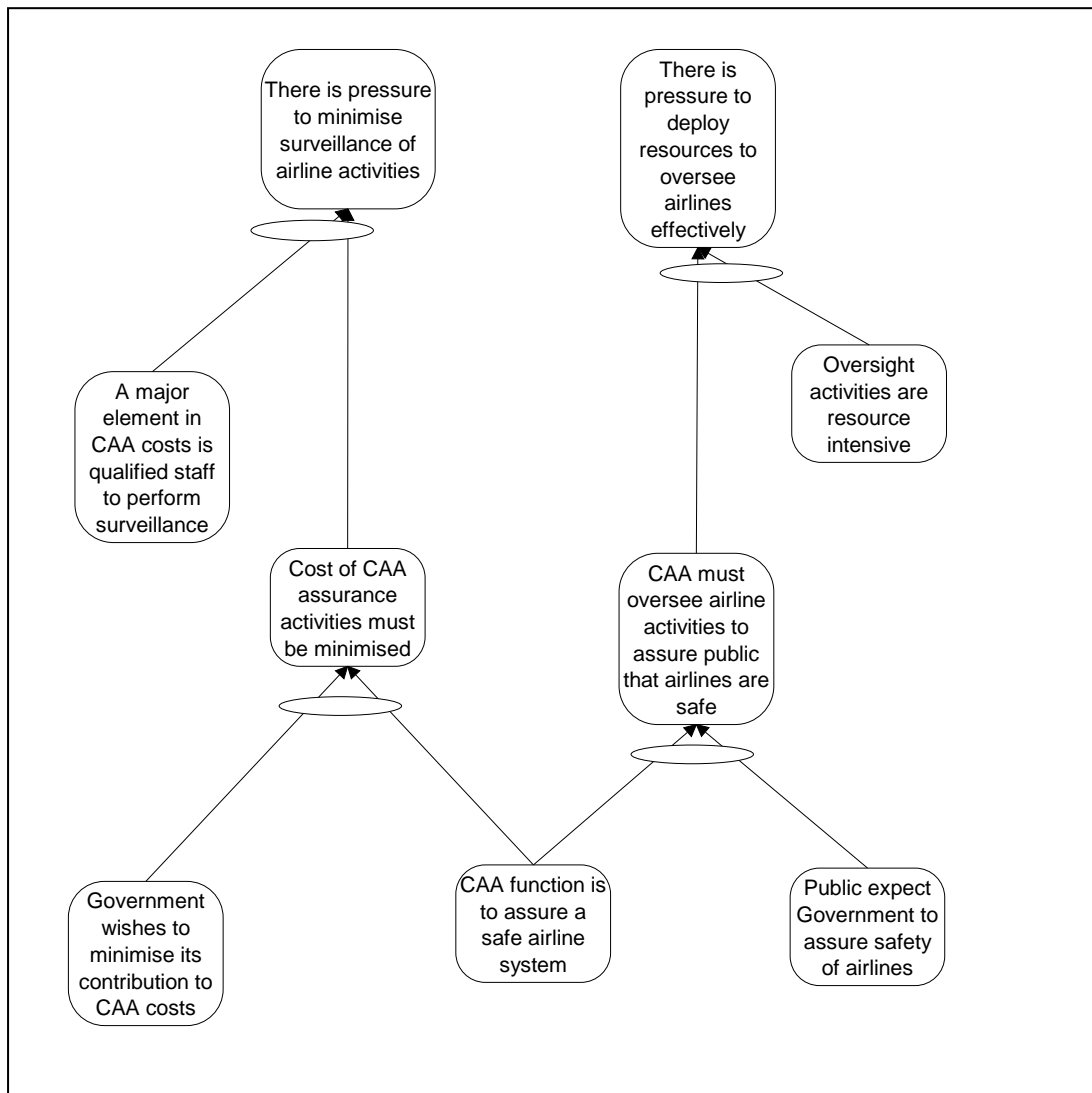 There is pressure
to minimise
surveillance of
airline activities
There is
pressure to
deploy
resources to
oversee
airlines
effectively
A major
element in
CAA costs is
qualified staff
to perform
surveillance
Oversight
activities are
resource
intensive
Cost of CAA
assurance
activities must
be minimised
CAA must
oversee airline
activities to
assure public
that airlines are
safe
Government
wishes to
minimise its
contribution to
CAA costs
CAA function is
to assure a
safe airline
system
Public expect
Government to
assure safety
of airlines